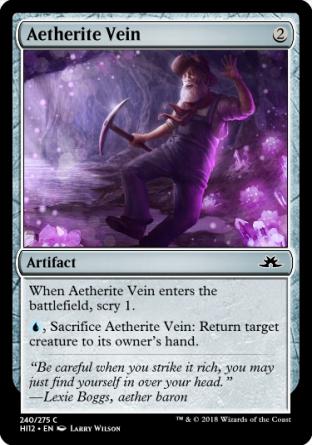 Aetherite Vein 2
Artifact
When Aetherite Vein enters the
battlefield, scry 1.
, Sacrifice Aetherite Vein: Return target
creature to its owner's hand.
"Be careful when you strike it rich, you may
just find yourself in over your head."
—Lexie Boggs, aether baron
240/275 C
HI12 • EN Larry Wilson
™ & © 2018 Wizards of the Coast